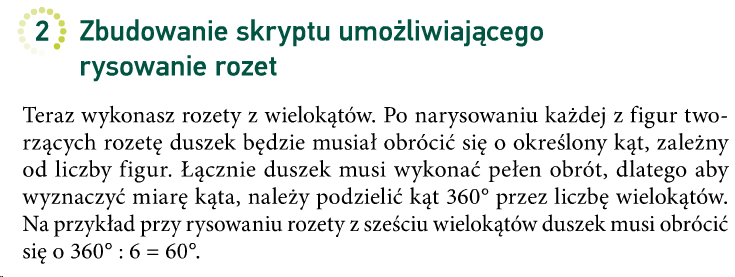 2 Zbudowanie skryptu umożliwiającego
rysowanie rozet
Teraz wykonasz rozety z wielokątów. Po narysowaniu każdej z figur two-
rzących rozetę duszek będzie musiał obrócić się o określony kąt, zależny
od liczby figur. Łącznie duszek musi wykonać pełen obrót, dlatego aby
wyznaczyć miarę kąta, należy podzielić kąt 360° przez liczbę wielokątów.
Na przykład przy rysowaniu rozety z sześciu wielokątów duszek musi obrócić
się o 360° : 6 = 60°.